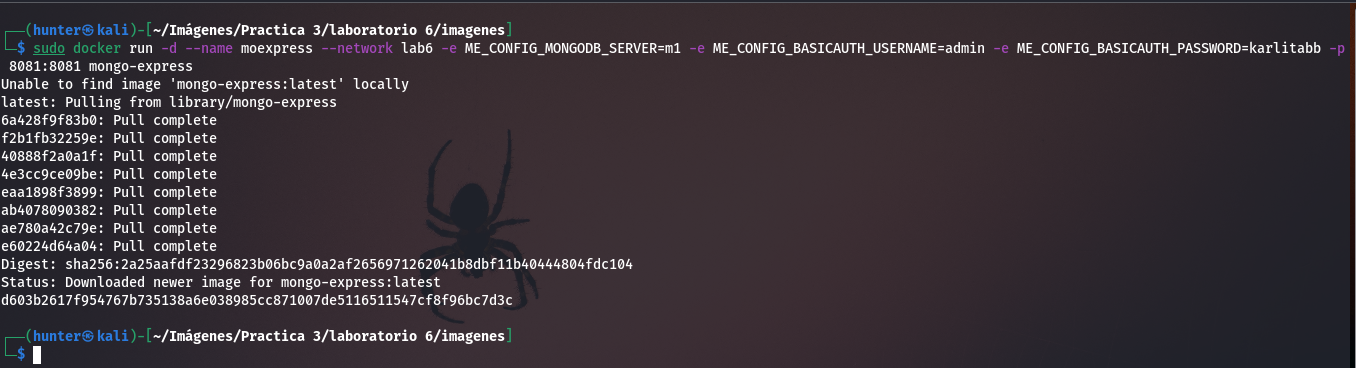 ┌──(hunter㉿kali)-[~/Imágenes/Practica 3/laboratorio 6/imagenes]
└─$ sudo docker run -d --name moexpress --network lab6 -e ME_CONFIG_MONGODB_SERVER=m1 -e ME_CONFIG_BASICAUTH_USERNAME=admin -e ME_CONFIG_BASICAUTH_PASSWORD=karlitabb -p
8081:8081 mongo-express
Unable to find image 'mongo-express:latest' locally
latest: Pulling from library/mongo-express
6a428f9f83b0: Pull complete
f2b1fb32259e: Pull complete
40888f2a0a1f: Pull complete
4e3cc9ce09be: Pull complete
eaa1898f3899: Pull complete
ab4078090382: Pull complete
ae780a42c79e: Pull complete
e60224d64a04: Pull complete
Digest: sha256:2a25aafdf23296823b06bc9a0a2af2656971262041b8dbf11b40444804fdc104
Status: Downloaded newer image for mongo-express:latest
d603b2617f954767b735138a6e038985cc871007de5116511547cf8f96bc7d3c
┌──(hunter㉿kali)-[~/Imágenes/Practica 3/laboratorio 6/imagenes]
└─$